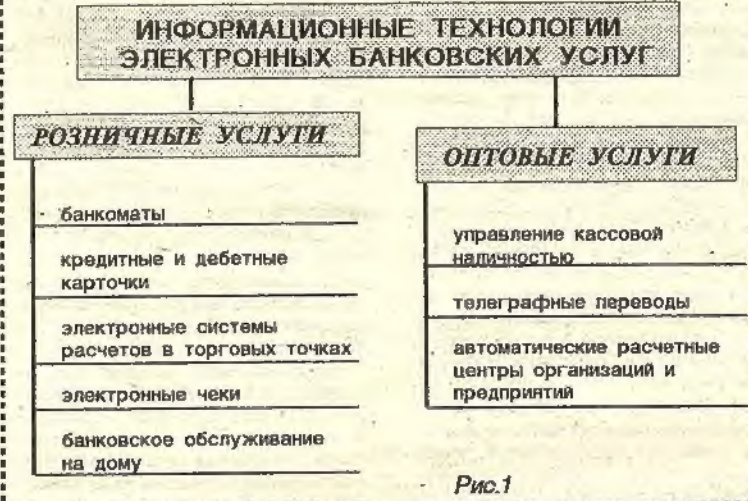 ИНФОРМАЦИОННЫЕ ТЕХНОЛОГИИ
ЭЛЕКТРОННЫХ БАНКОВСКИХ УСЛУГ
РОЗНИЧНЫЕ УСЛУГИ
банкоматы
кредитные и дебетные
карточки
электронные системы
расчетов в торговых точках
электронные чеки
банковское обслуживание
на дому
ОПТОВЫЕ УСЛУГИ
управление кассовой
наличностью
телеграфные переводы
автоматические расчетные
центры организаций и
предприятий
Рис.1